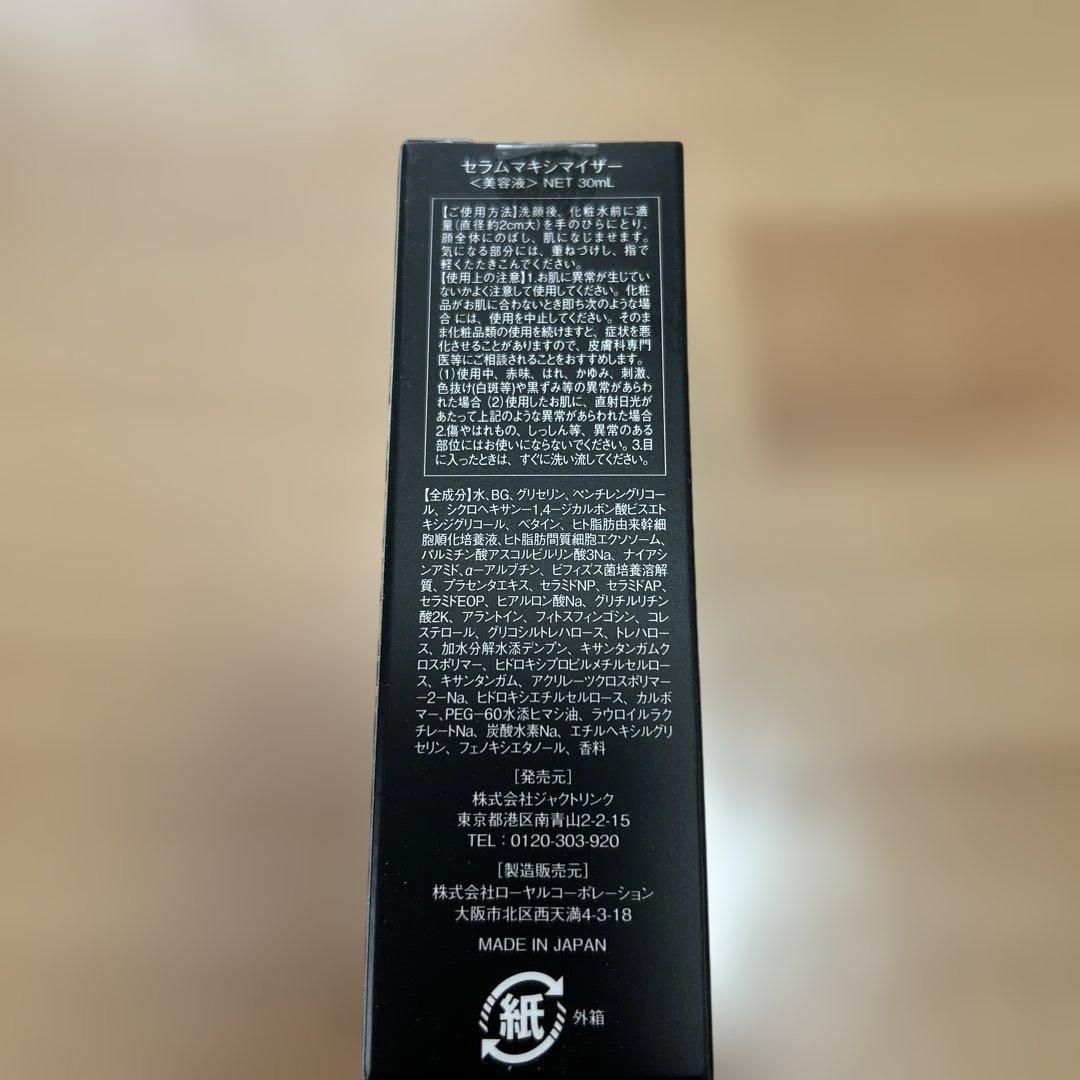 セラムマキシマイザー
＜美容液＞ NET 30mL
【ご使用方法】洗顔後、化粧水前に適
量(直径約2cm大)を手のひらにとり、
顔全体にのばし、肌になじませます。
気になる部分には、重ねづけし、指で
軽くたたきこんでください。
【使用上の注意】1.お肌に異常が生じてい
ないかよく注意して使用してください。化粧
品がお肌に合わないとき即ち次のような場
合には、使用を中止してください。そのま
ま化粧品類の使用を続けますと、症状を悪
化させることがありますので、皮膚科専門
医等にご相談されることをおすすめします。
(1)使用中、赤味、はれ、かゆみ、刺激、
色抜け(白斑等)や黒ずみ等の異常があらわ
れた場合 (2)使用したお肌に、直射日光が
あたって上記のような異常があらわれた場合
2.傷やはれもの、しっしん等、異常のある
部位にはお使いにならないでください。3.目
に入ったときは、すぐに洗い流してください。
【全成分】水、BG、グリセリン、ペンチレングリコー
ル、シクロヘキサン－1,4－ジカルボン酸ビスエト
キシジグリコール、ベタイン、ヒト脂肪由来幹細
胞順化培養液、ヒト脂肪間質細胞エクソソーム、
パルミチン酸アスコルビルリン酸3Na、ナイアシ
ンアミド、α－アルブチン、ビフィズス菌培養溶解
質、プラセンタエキス、セラミドNP、セラミドAP、
セラミドEOP、ヒアルロン酸Na、グリチルリチン
酸2K、アラントイン、フィトスフィンゴシン、コレ
ステロール、グリコシルトレハロース、トレハロー
ス、加水分解水添デンプン、キサンタンガムク
ロスポリマー、ヒドロキシプロピルメチルセルロー
ス、キサンタンガム、アクリレーツクロスポリマー
－2－Na、ヒドロキシエチルセルロース、カルボ
マー、PEG－60水添ヒマシ油、ラウロイルラク
チレートNa、炭酸水素Na、エチルヘキシルグリ
セリン、フェノキシエタノール、香料
［発売元］
株式会社ジャクトリンク
東京都港区南青山2-2-15
TEL：0120-303-920
［製造販売元］
株式会社ローヤルコーポレーション
大阪市北区西天満4-3-18
MADE IN JAPAN
紙 外箱